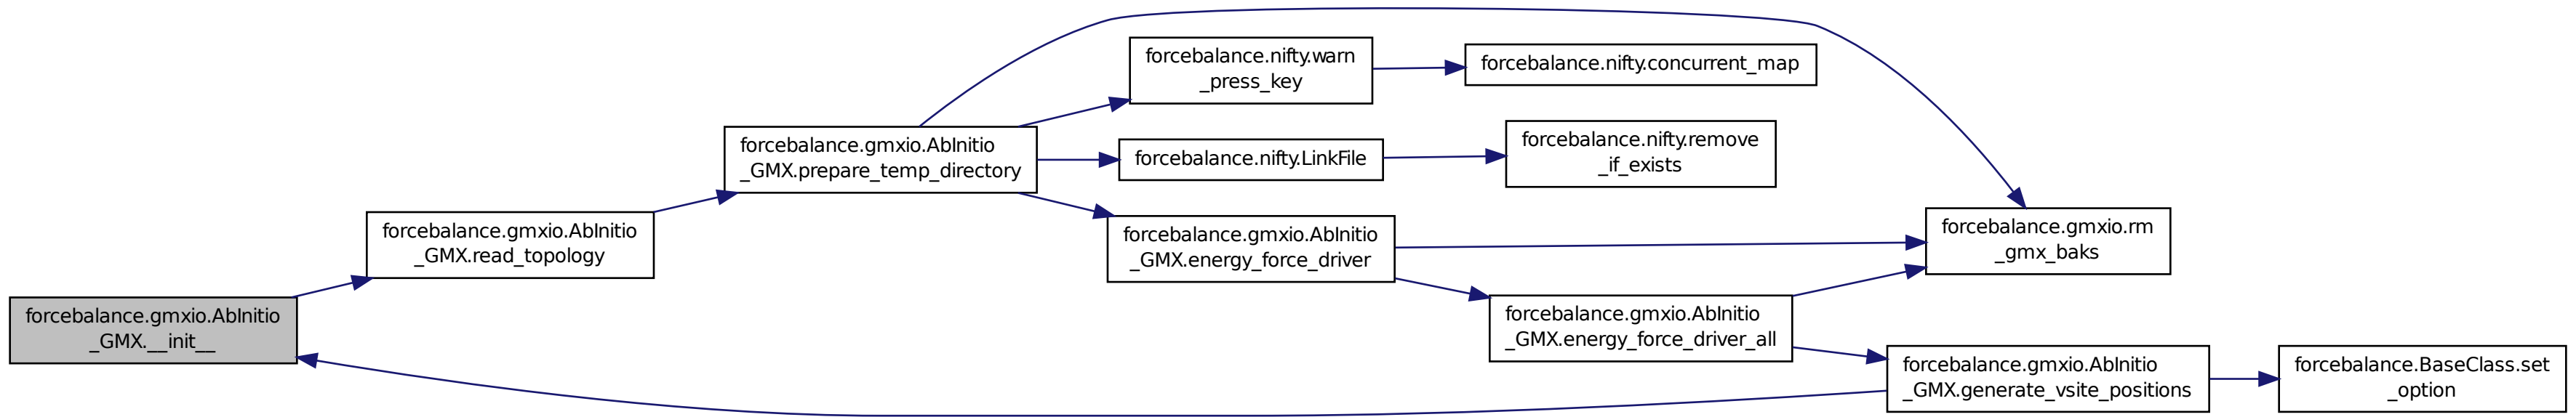 forcebalance.gmxio.AbInitio
_GMX.__init__
forcebalance.gmxio.AbInitio
_GMX.read_topology
forcebalance.gmxio.AbInitio
_GMX.prepare_temp_directory
forcebalance.nifty.warn
_press_key
forcebalance.nifty.concurrent_map
forcebalance.nifty.LinkFile
forcebalance.nifty.remove
_if_exists
forcebalance.gmxio.AbInitio
_GMX.energy_force_driver
forcebalance.gmxio.rm
_gmx_baks
forcebalance.gmxio.AbInitio
_GMX.energy_force_driver_all
forcebalance.gmxio.AbInitio
_GMX.generate_vsite_positions
forcebalance.BaseClass.set
_option